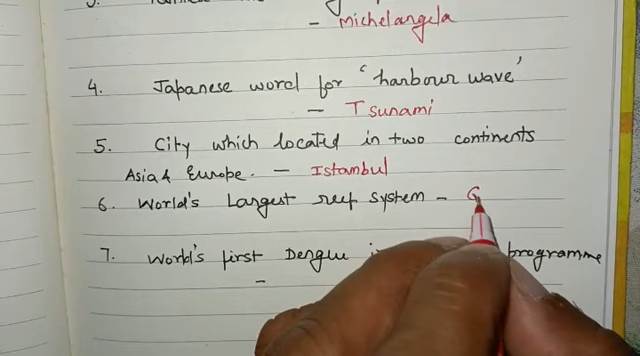 - Michelangela
4. Japanese word for 'harbour wave'
- Tsunami
5. City which located in two continents
Asia & Europe. - Istambul
6. World's Largest reef system - G
7. World's first Dengue programme
-